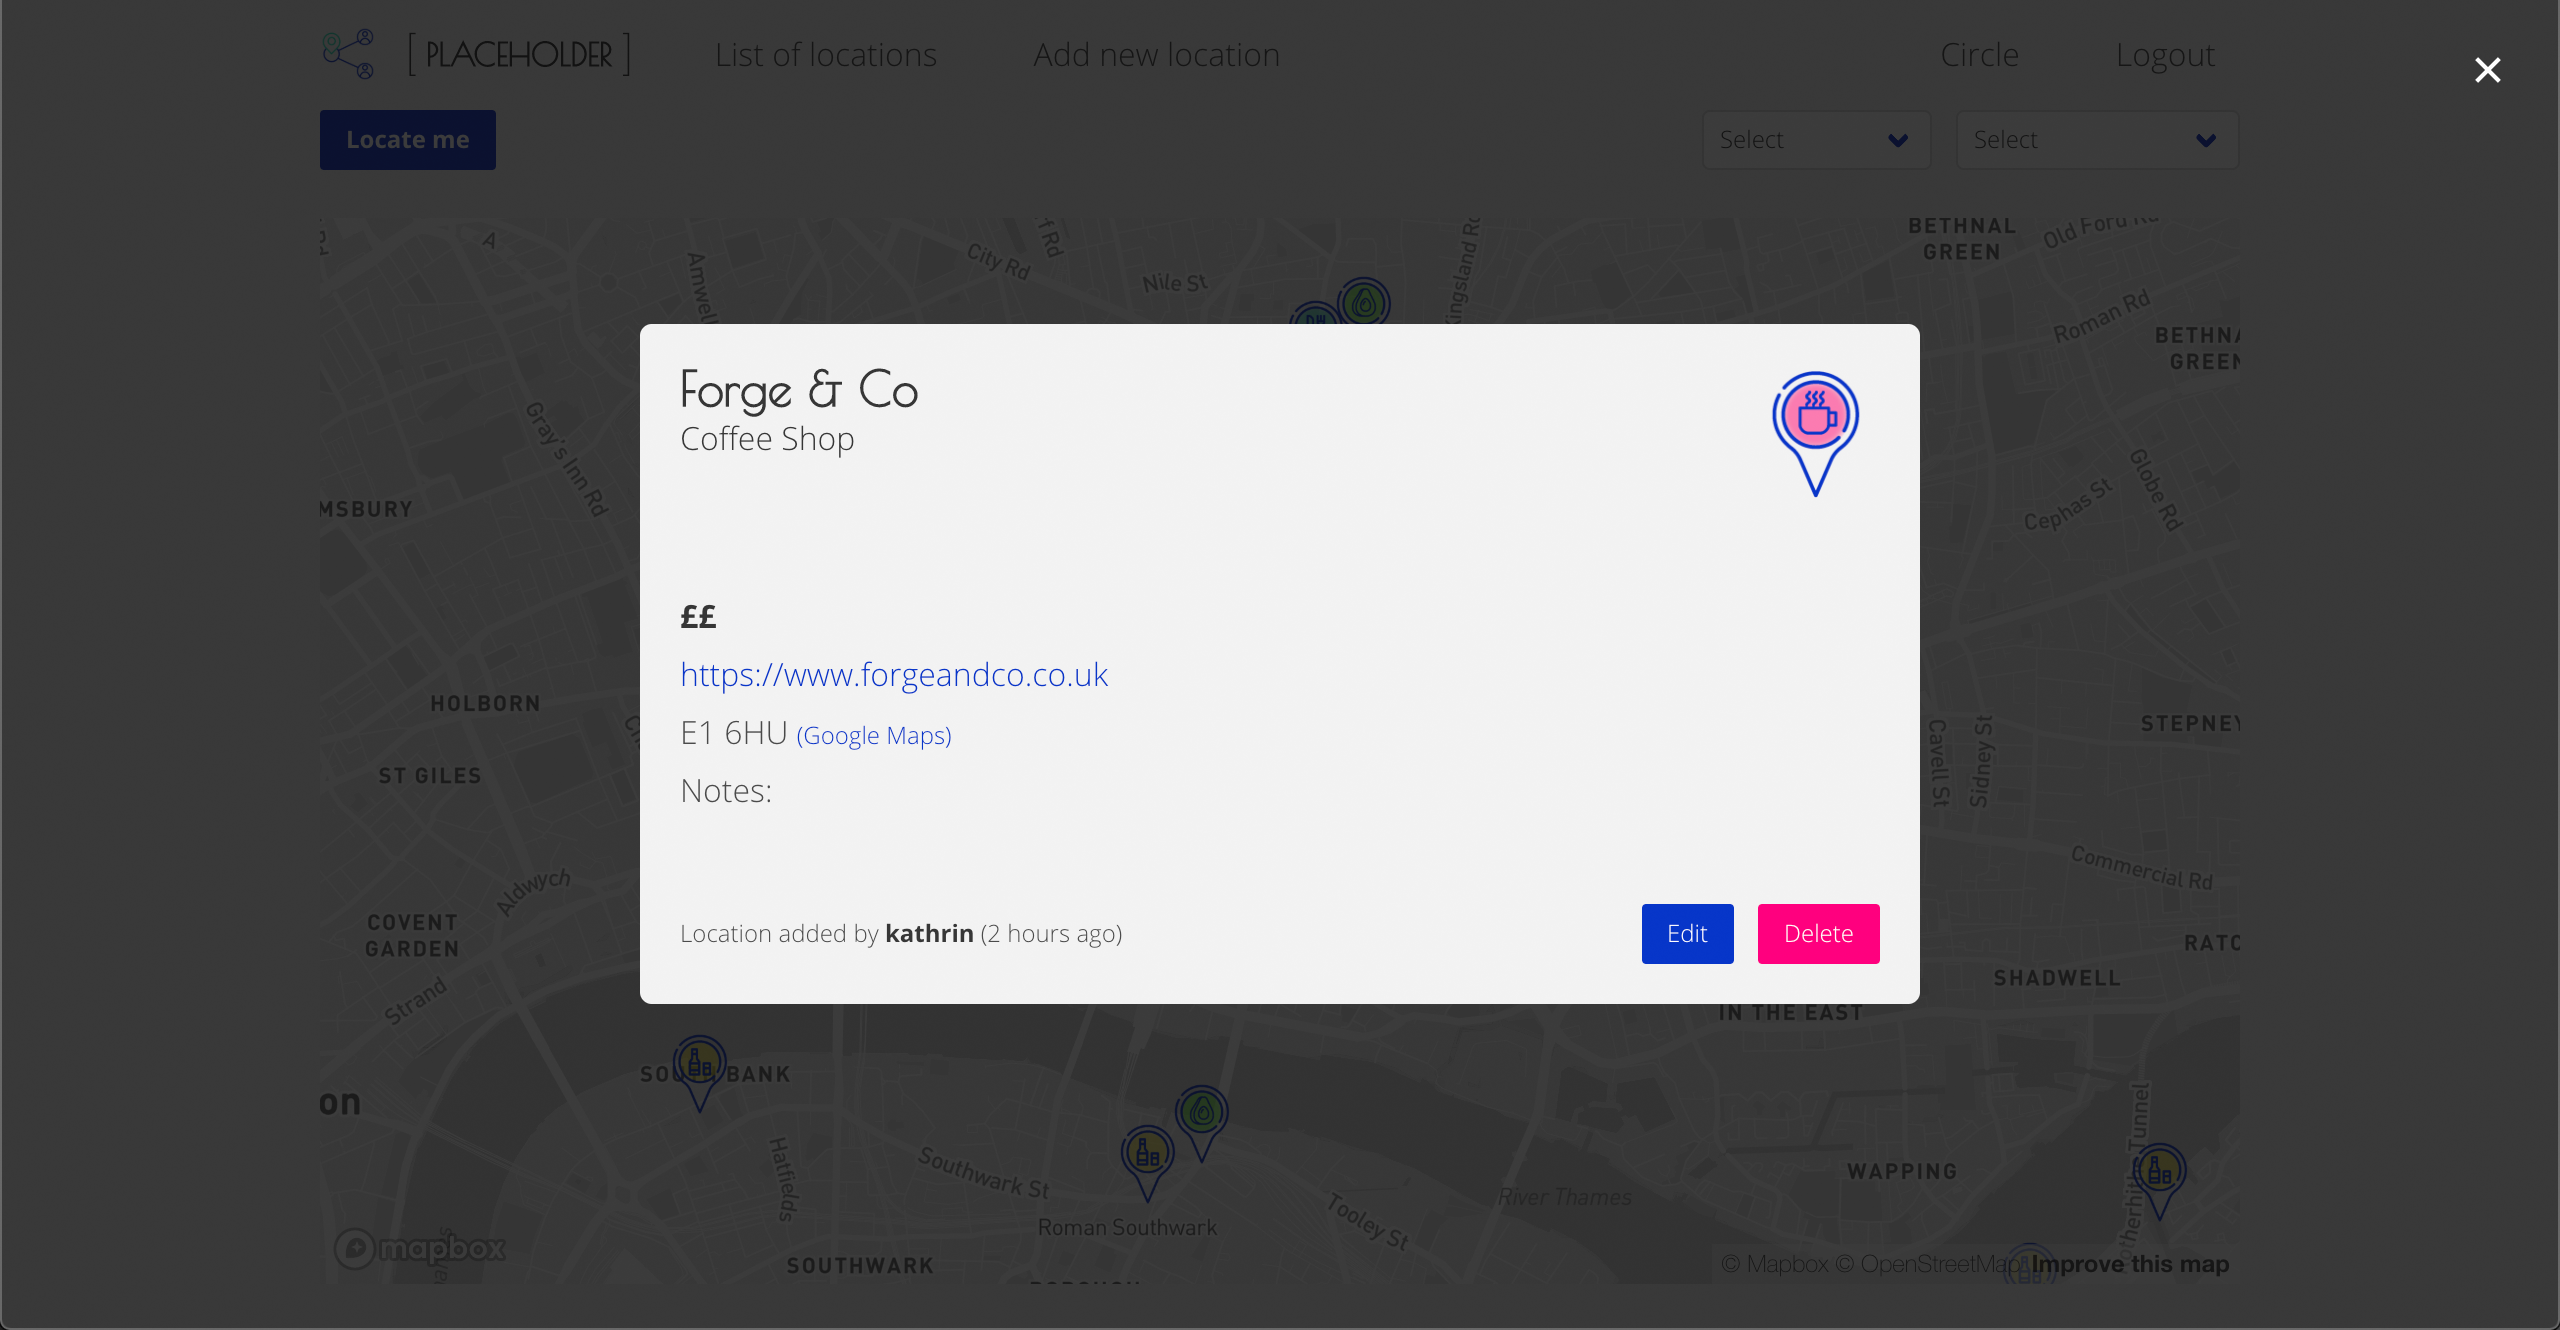 [ PLACEHOLDER ]
List of locations
Add new location
Circle
Logout
Locate me
Select
Select
BETHNAL
GREEN
Old Ford Rd
A
City Rd
Nile St
Kingsland Rd
Amwell
Roman Rd
BETHNA
GREEN
Forge & Co
Coffee Shop
Gray's Inn Rd
MSBURY
Globe Rd
Cephas St
££
https://www.forgeandco.co.uk
HOLBORN
E1 6HU (Google Maps)
STEPNEY
Cavell St
Sidney St
ST GILES
Notes:
Commercial Rd
Aldwych
COVENT
GARDEN
Location added by kathrin (2 hours ago)
Edit
Delete
RATC
SHADWELL
Strand
IN THE EAST
SOUTH BANK
on
Hatfields
Southwark St
WAPPING
Rotherhithe Tunnel
River Thames
Tooley St
Roman Southwark
mapbox
SOUTHWARK
© Mapbox © OpenStreetMap Improve this map